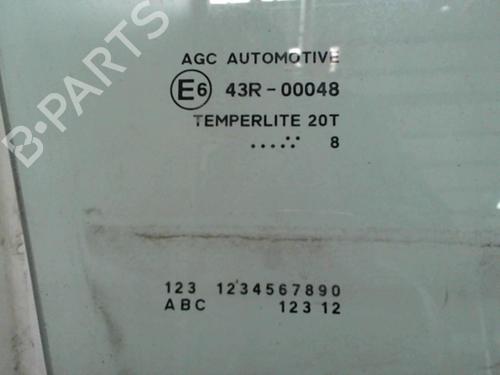 B-PARTS
AGC AUTOMOTIVE
E6 43R-00048
TEMPERLITE 20T
.....:·: 8
123 1234567890
ABC 123 12